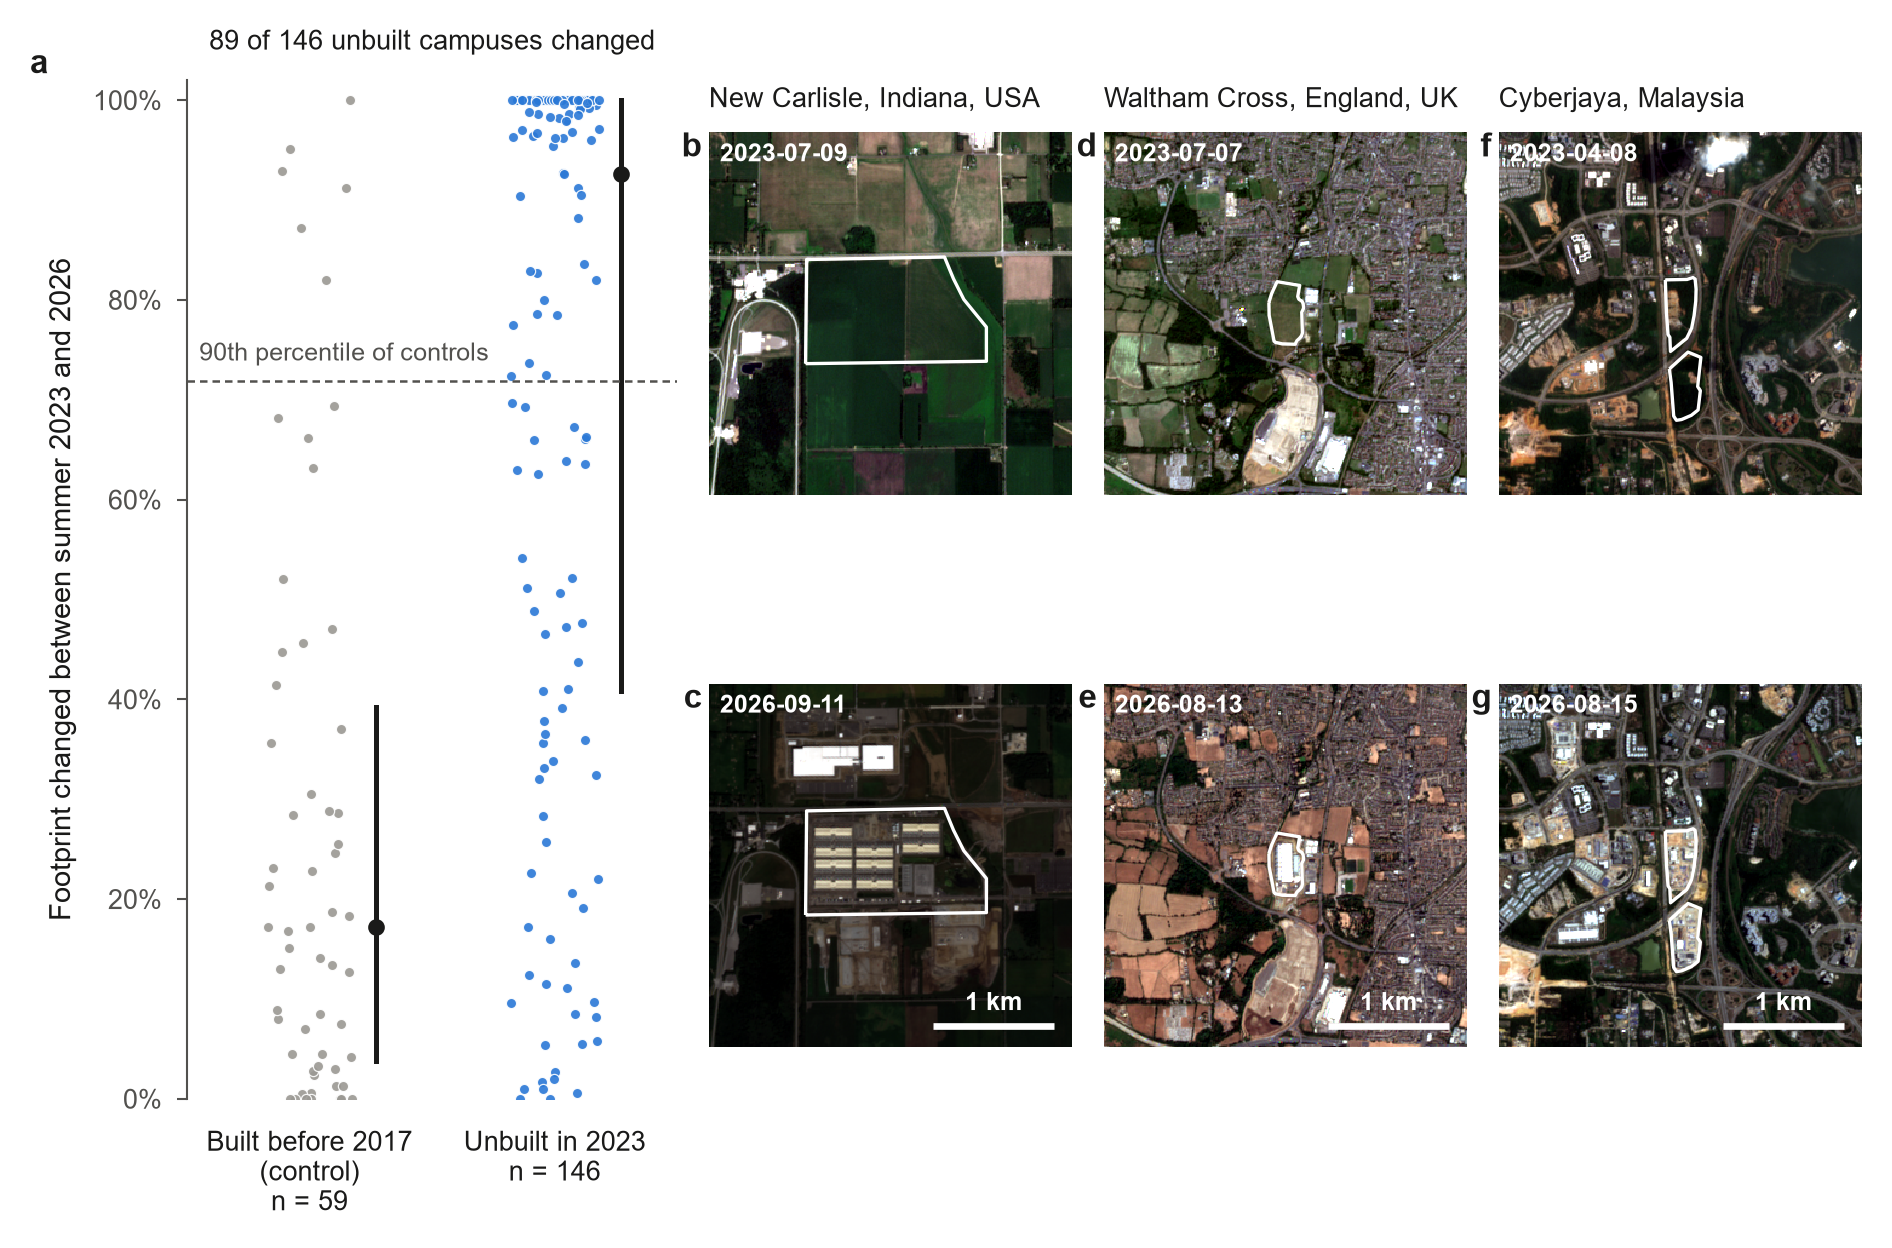 89 of 146 unbuilt campuses changed
a
Footprint changed between summer 2023 and 2026
100%
80%
60%
40%
20%
0%
90th percentile of controls
Built before 2017
(control)
n = 59
Unbuilt in 2023
n = 146
New Carlisle, Indiana, USA
b
2023-07-09
c
2026-09-11
1 km
Waltham Cross, England, UK
d
2023-07-07
e
2026-08-13
1 km
Cyberjaya, Malaysia
f
2023-04-08
g
2026-08-15
1 km